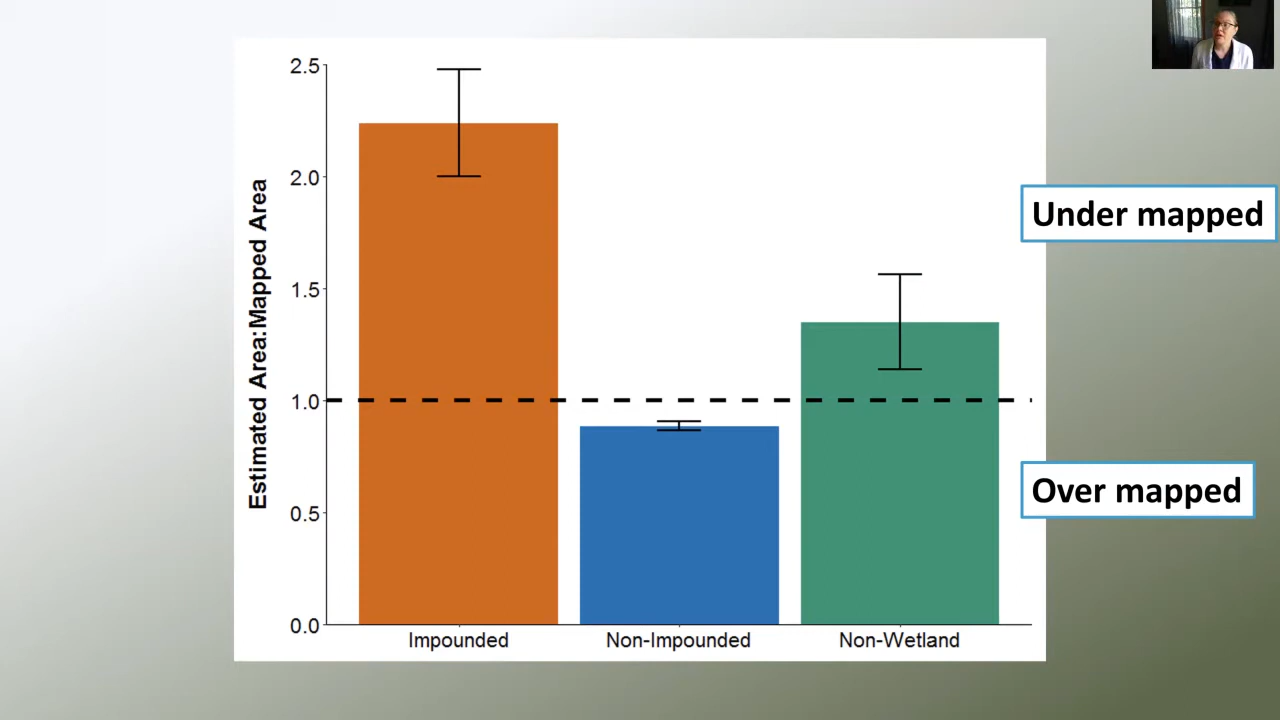 Estimated Area:Mapped Area
2.5
2.0
1.5
1.0
0.5
0.0
Impounded
Non-Impounded
Non-Wetland
Under mapped
Over mapped